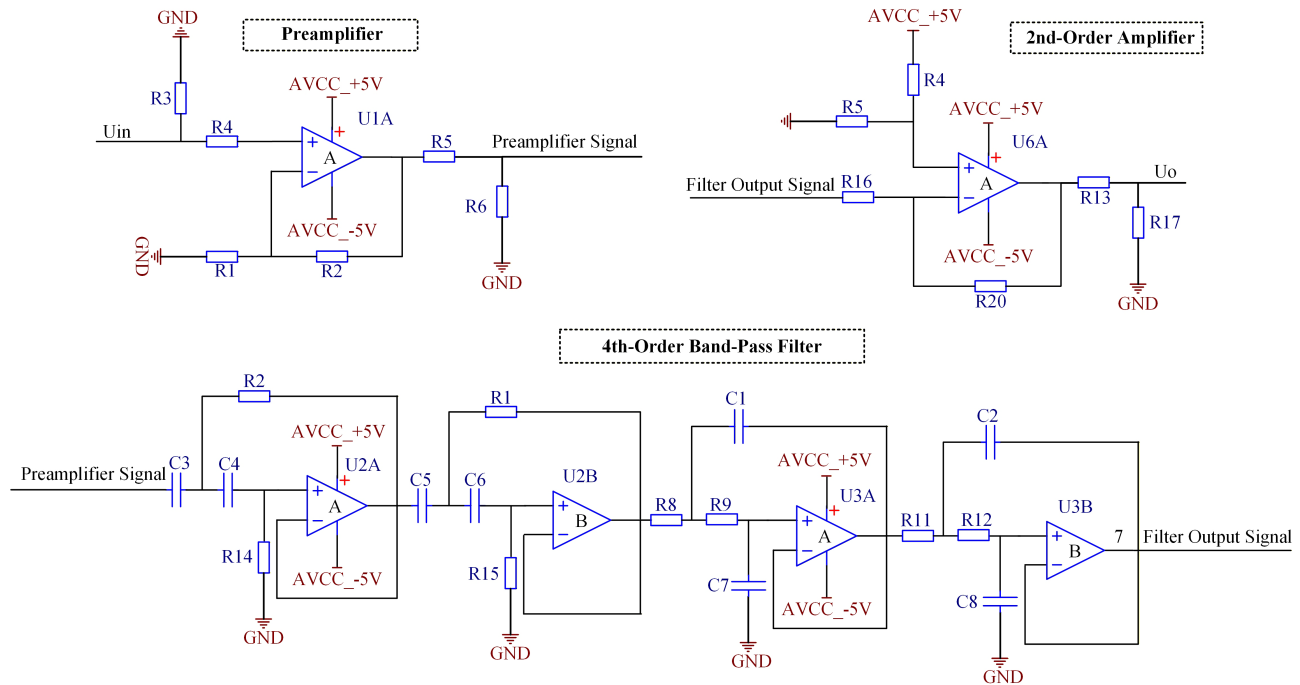 GND
Preamplifier
R3
AVCC_+5V
U1A
Uin
R4
+
+
A
−
R5
Preamplifier Signal
R6
AVCC_-5V
GND
R1
R2
GND
AVCC_+5V
2nd-Order Amplifier
R4
AVCC_+5V
R5
U6A
+
+
A
−
Filter Output Signal
R16
R13
Uo
R17
AVCC_-5V
R20
GND
4th-Order Band-Pass Filter
R2
AVCC_+5V
U2A
Preamplifier Signal
C3
C4
+
+
A
−
R14
AVCC_-5V
GND
R1
C5
C6
U2B
+
B
−
R15
GND
C1
AVCC_+5V
U3A
R8
R9
+
+
A
−
C7
AVCC_-5V
GND
C2
R11
R12
U3B
+
B
−
7
Filter Output Signal
C8
GND